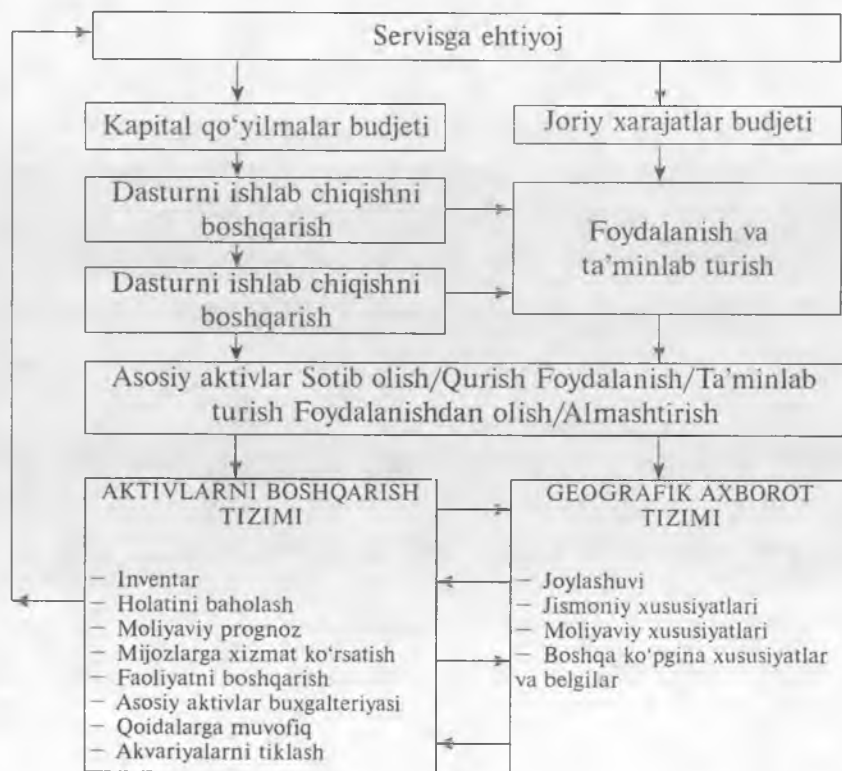 Servisga ehtiyoj
Kapital qo‘yilmalar budjeti
Joriy xarajatlar budjeti
Dasturni ishlab chiqishni
boshqarish
Foydalanish va
ta’minlab turish
Dasturni ishlab chiqishni
boshqarish
Asosiy aktivlar Sotib olish/Qurish Foydalanish/Ta’minlab
turish Foydalanishdan olish/Almashtirish
AKTIVLARNI BOSHQARISH
TIZIMI
– Inventar
– Holatini baholash
– Moliyaviy prognoz
– Mijozlarga xizmat ko‘rsatish
– Faoliyatni boshqarish
– Asosiy aktivlar buxgalteriyasi
– Qoidalarga muvofiq
– Akvariyalarni tiklash
GEOGRAFIK AXBOROT
TIZIMI
– Joylashuvi
– Jismoniy xususiyatlari
– Moliyaviy xususiyatlari
– Boshqa ko‘pgina xususiyatlar
va belgilar